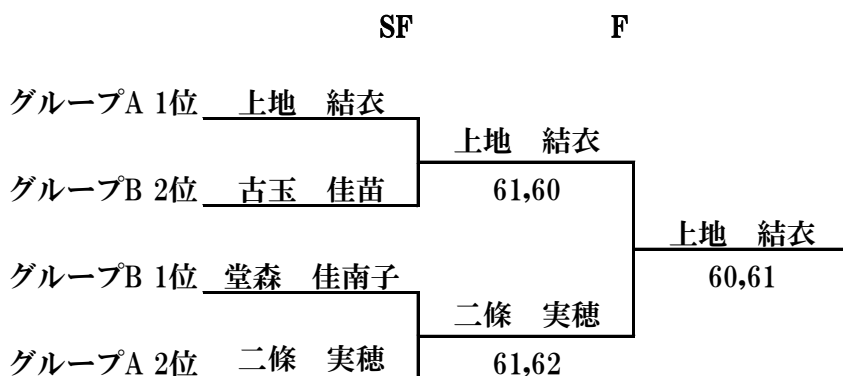 SF F
グループA 1位 上地 結衣
上地 結衣
グループB 2位 古玉 佳苗 61,60
上地 結衣
グループB 1位 堂森 佳南子 60,61
二條 実穂
グループA 2位 二條 実穂 61,62